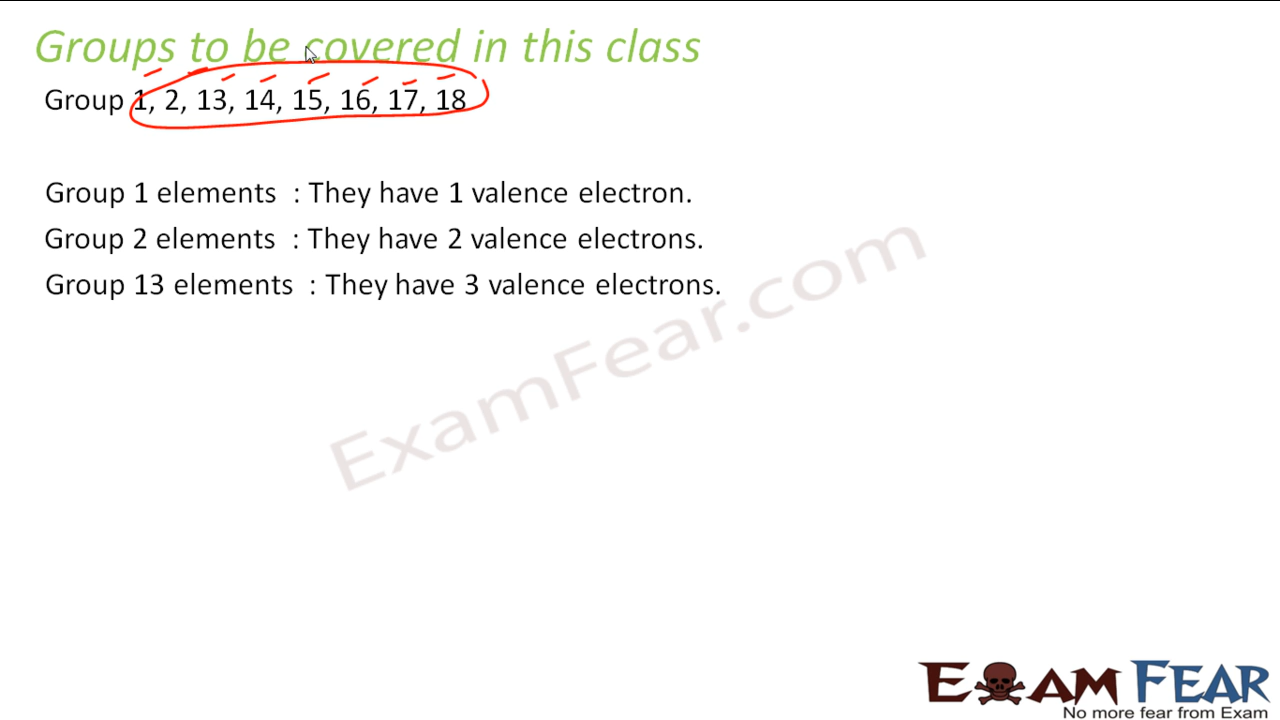 Groups to be covered in this class
Group 1, 2, 13, 14, 15, 16, 17, 18
Group 1 elements : They have 1 valence electron.
Group 2 elements : They have 2 valence electrons.
Group 13 elements : They have 3 valence electrons.
ExamFear.com
EXAM FEAR
No more fear from Exam